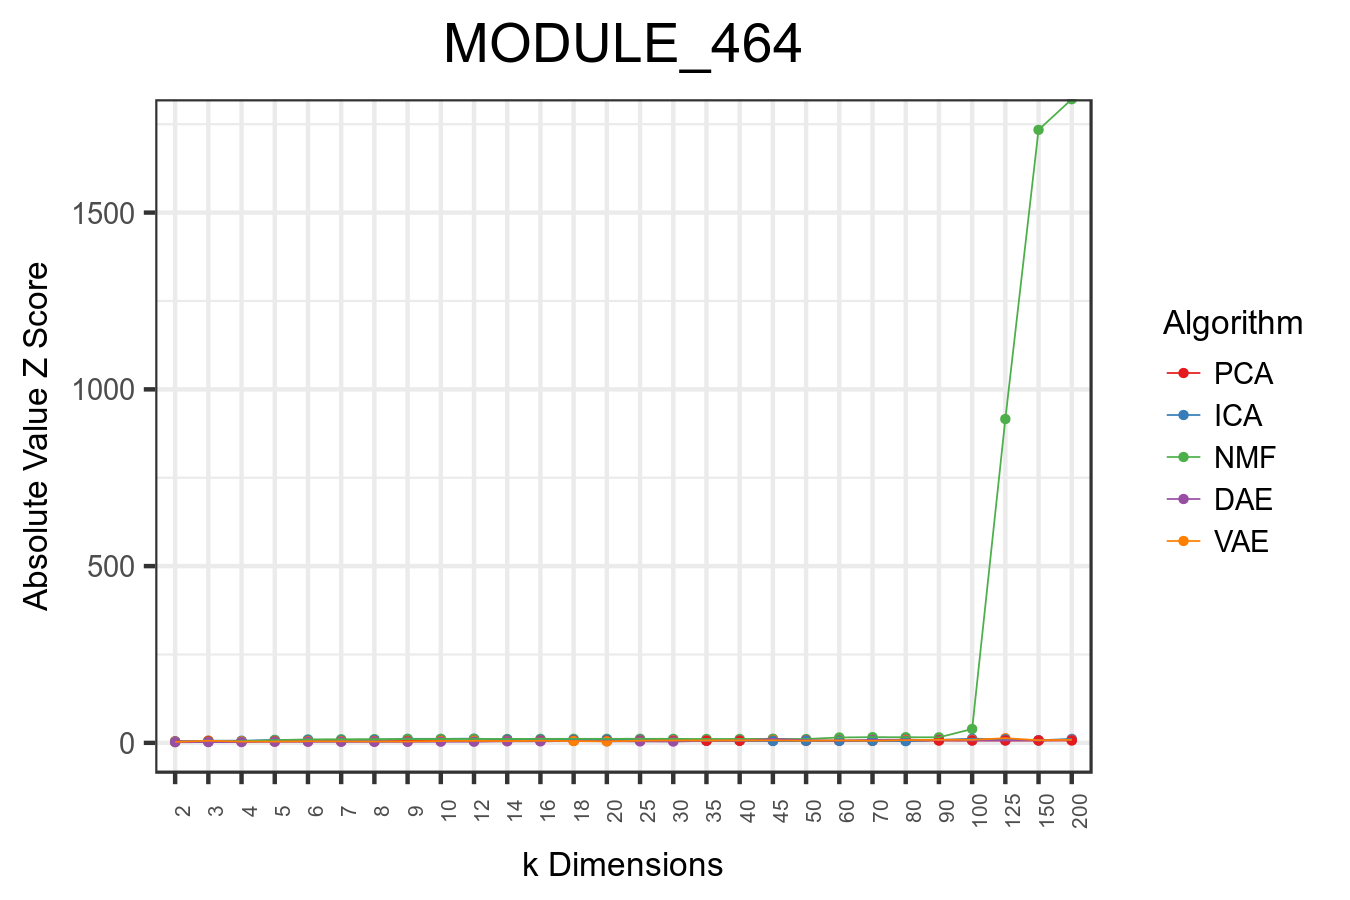 MODULE_464
Absolute Value Z Score
1500
1000
500
0
2 3 4 5 6 7 8 9 10 12 14 16 18 20 25 30 35 40 45 50 60 70 80 90 100 125 150 200
k Dimensions
Algorithm
PCA
ICA
NMF
DAE
VAE